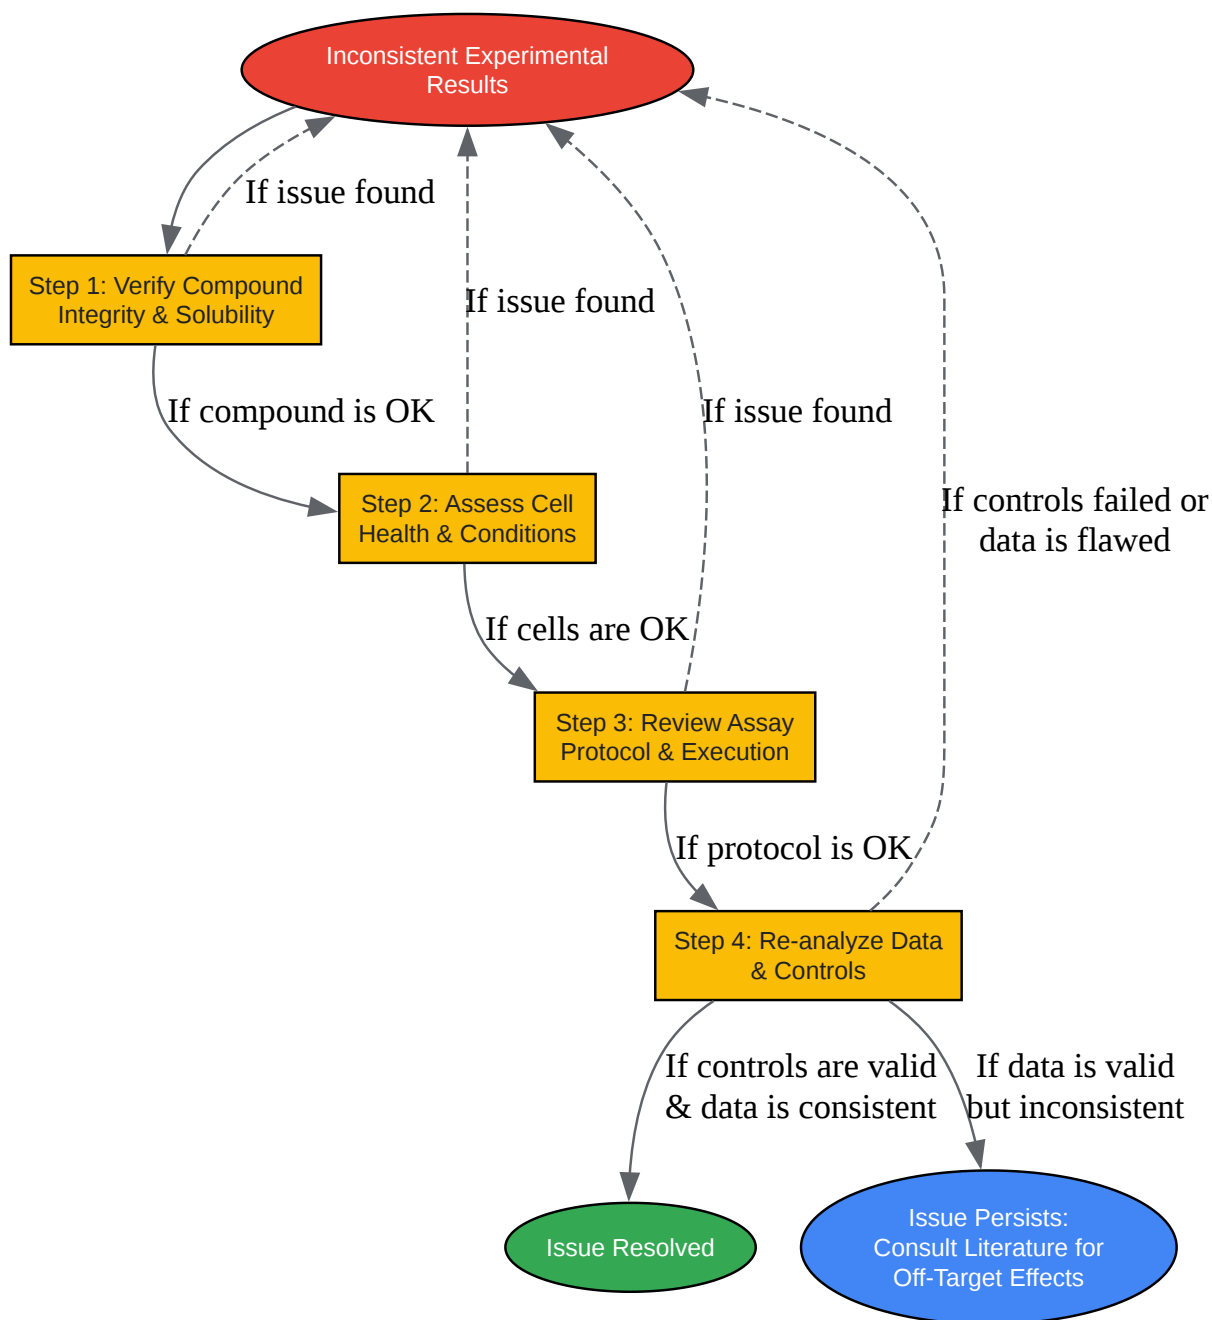 Inconsistent Experimental
Results
If issue found
Step 1: Verify Compound
Integrity & Solubility
If issue found
If compound is OK
If issue found
Step 2: Assess Cell
Health & Conditions
If controls failed or
data is flawed
If cells are OK
Step 3: Review Assay
Protocol & Execution
If protocol is OK
Step 4: Re-analyze Data
& Controls
If controls are valid
& data is consistent
If data is valid
but inconsistent
Issue Resolved
Issue Persists:
Consult Literature for
Off-Target Effects